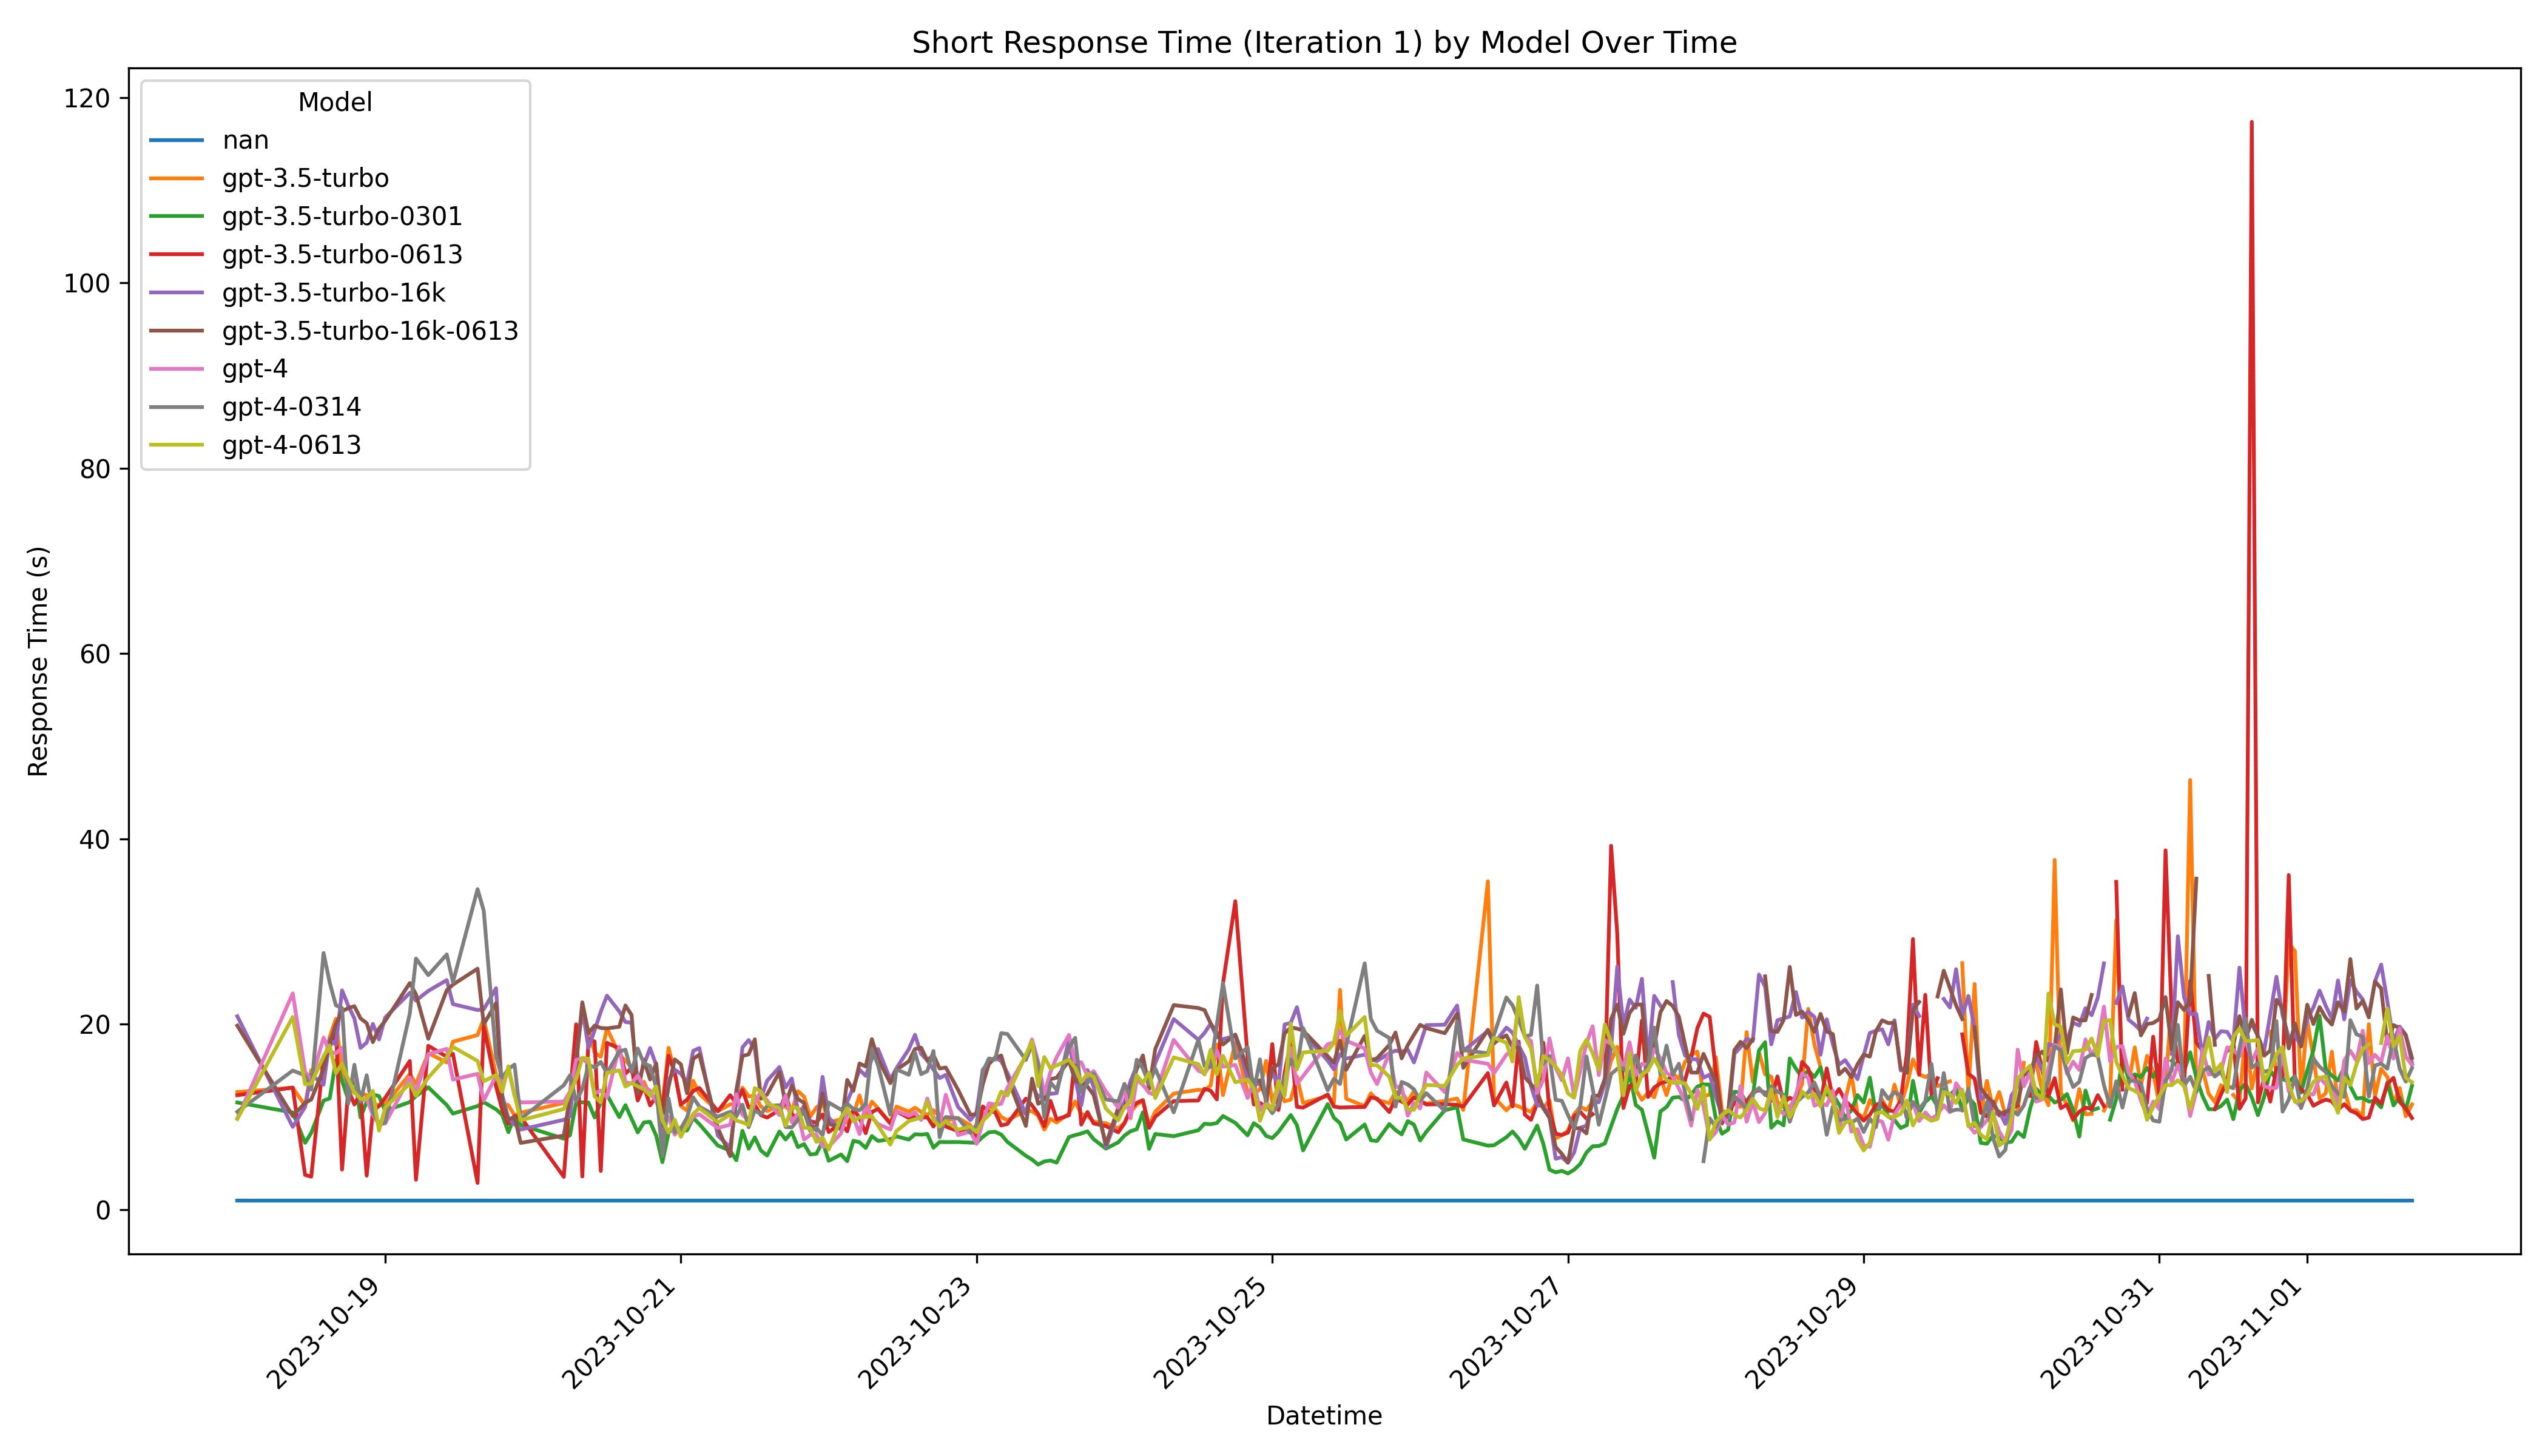 Short Response Time (Iteration 1) by Model Over Time
Model
nan
gpt-3.5-turbo
gpt-3.5-turbo-0301
gpt-3.5-turbo-0613
gpt-3.5-turbo-16k
gpt-3.5-turbo-16k-0613
gpt-4
gpt-4-0314
gpt-4-0613
Response Time (s)
120
100
80
60
40
20
0
2023-10-19
2023-10-21
2023-10-23
2023-10-25
2023-10-27
2023-10-29
2023-10-31
2023-11-01
Datetime